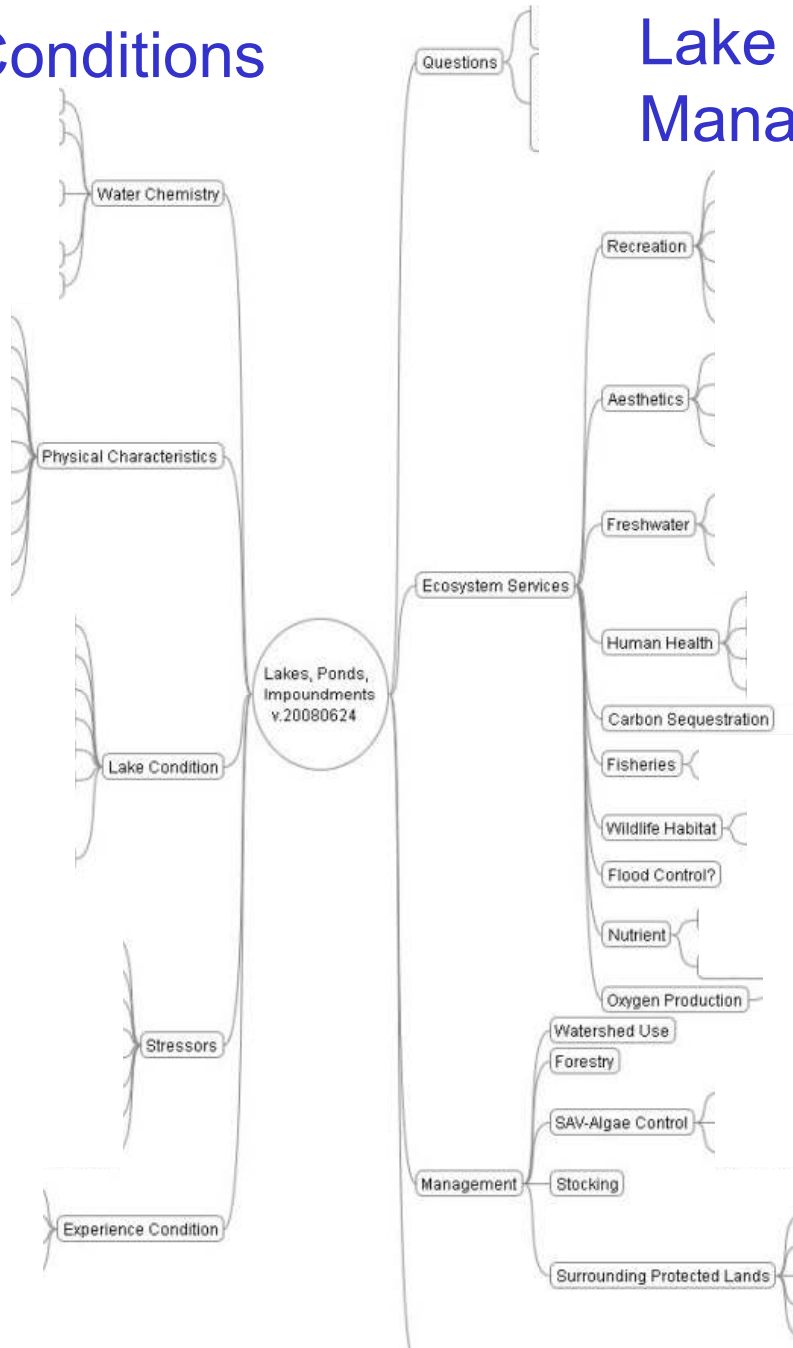 Conditions
Lake
Mana
Questions
Water Chemistry
Recreation
Physical Characteristics
Aesthetics
Freshwater
Ecosystem Services
Human Health
Lakes, Ponds,
Impoundments
v.20080624
Carbon Sequestration
Lake Condition
Fisheries
Wildlife Habitat
Flood Control?
Nutrient
Oxygen Production
Stressors
Watershed Use
Forestry
SAV-Algae Control
Management
Stocking
Experience Condition
Surrounding Protected Lands